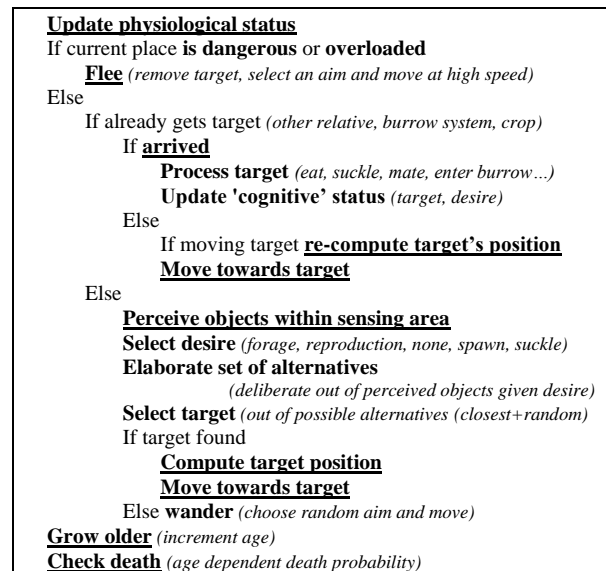 Update physiological status
If current place is dangerous or overloaded
Flee (remove target, select an aim and move at high speed)
Else
If already gets target (other relative, burrow system, crop)
If arrived
Process target (eat, suckle, mate, enter burrow…)
Update 'cognitive’ status (target, desire)
Else
If moving target re-compute target’s position
Move towards target
Else
Perceive objects within sensing area
Select desire (forage, reproduction, none, spawn, suckle)
Elaborate set of alternatives
(deliberate out of perceived objects given desire)
Select target (out of possible alternatives (closest+random)
If target found
Compute target position
Move towards target
Else wander (choose random aim and move)
Grow older (increment age)
Check death (age dependent death probability)